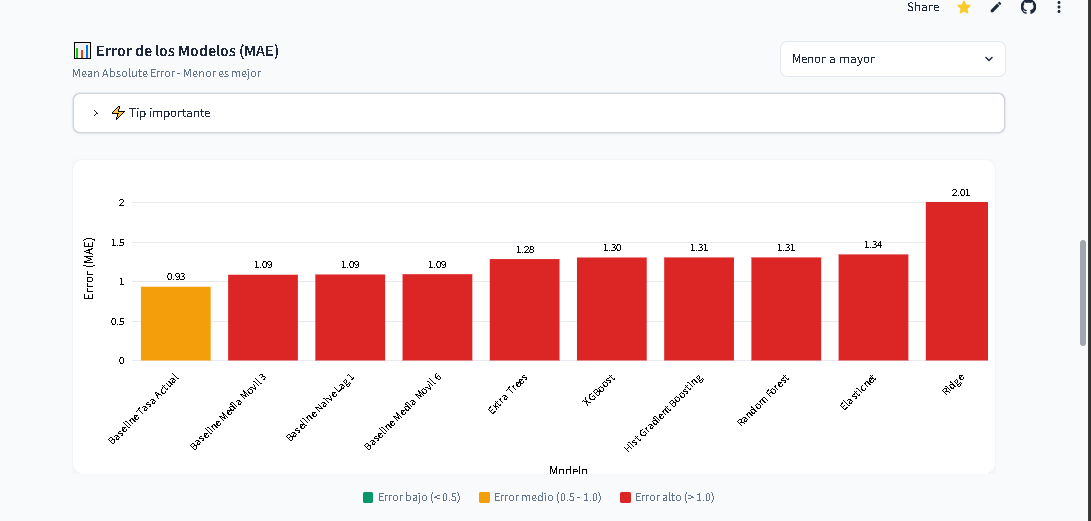 Share
Error de los Modelos (MAE)
Mean Absolute Error - Menor es mejor
Menor a mayor
Tip importante
Error (MAE)
2
1.5
1
0.5
0
0.93
1.09
1.09
1.09
1.28
1.30
1.31
1.31
1.34
2.01
Baseline Tasa Actual
Baseline Media Movil 3
Baseline Naive Lag 1
Baseline Media Movil 6
Extra Trees
XGBoost
Hist Gradient Boosting
Random Forest
Elasticnet
Ridge
Modelo
Error bajo (< 0.5)
Error medio (0.5 - 1.0)
Error alto (> 1.0)